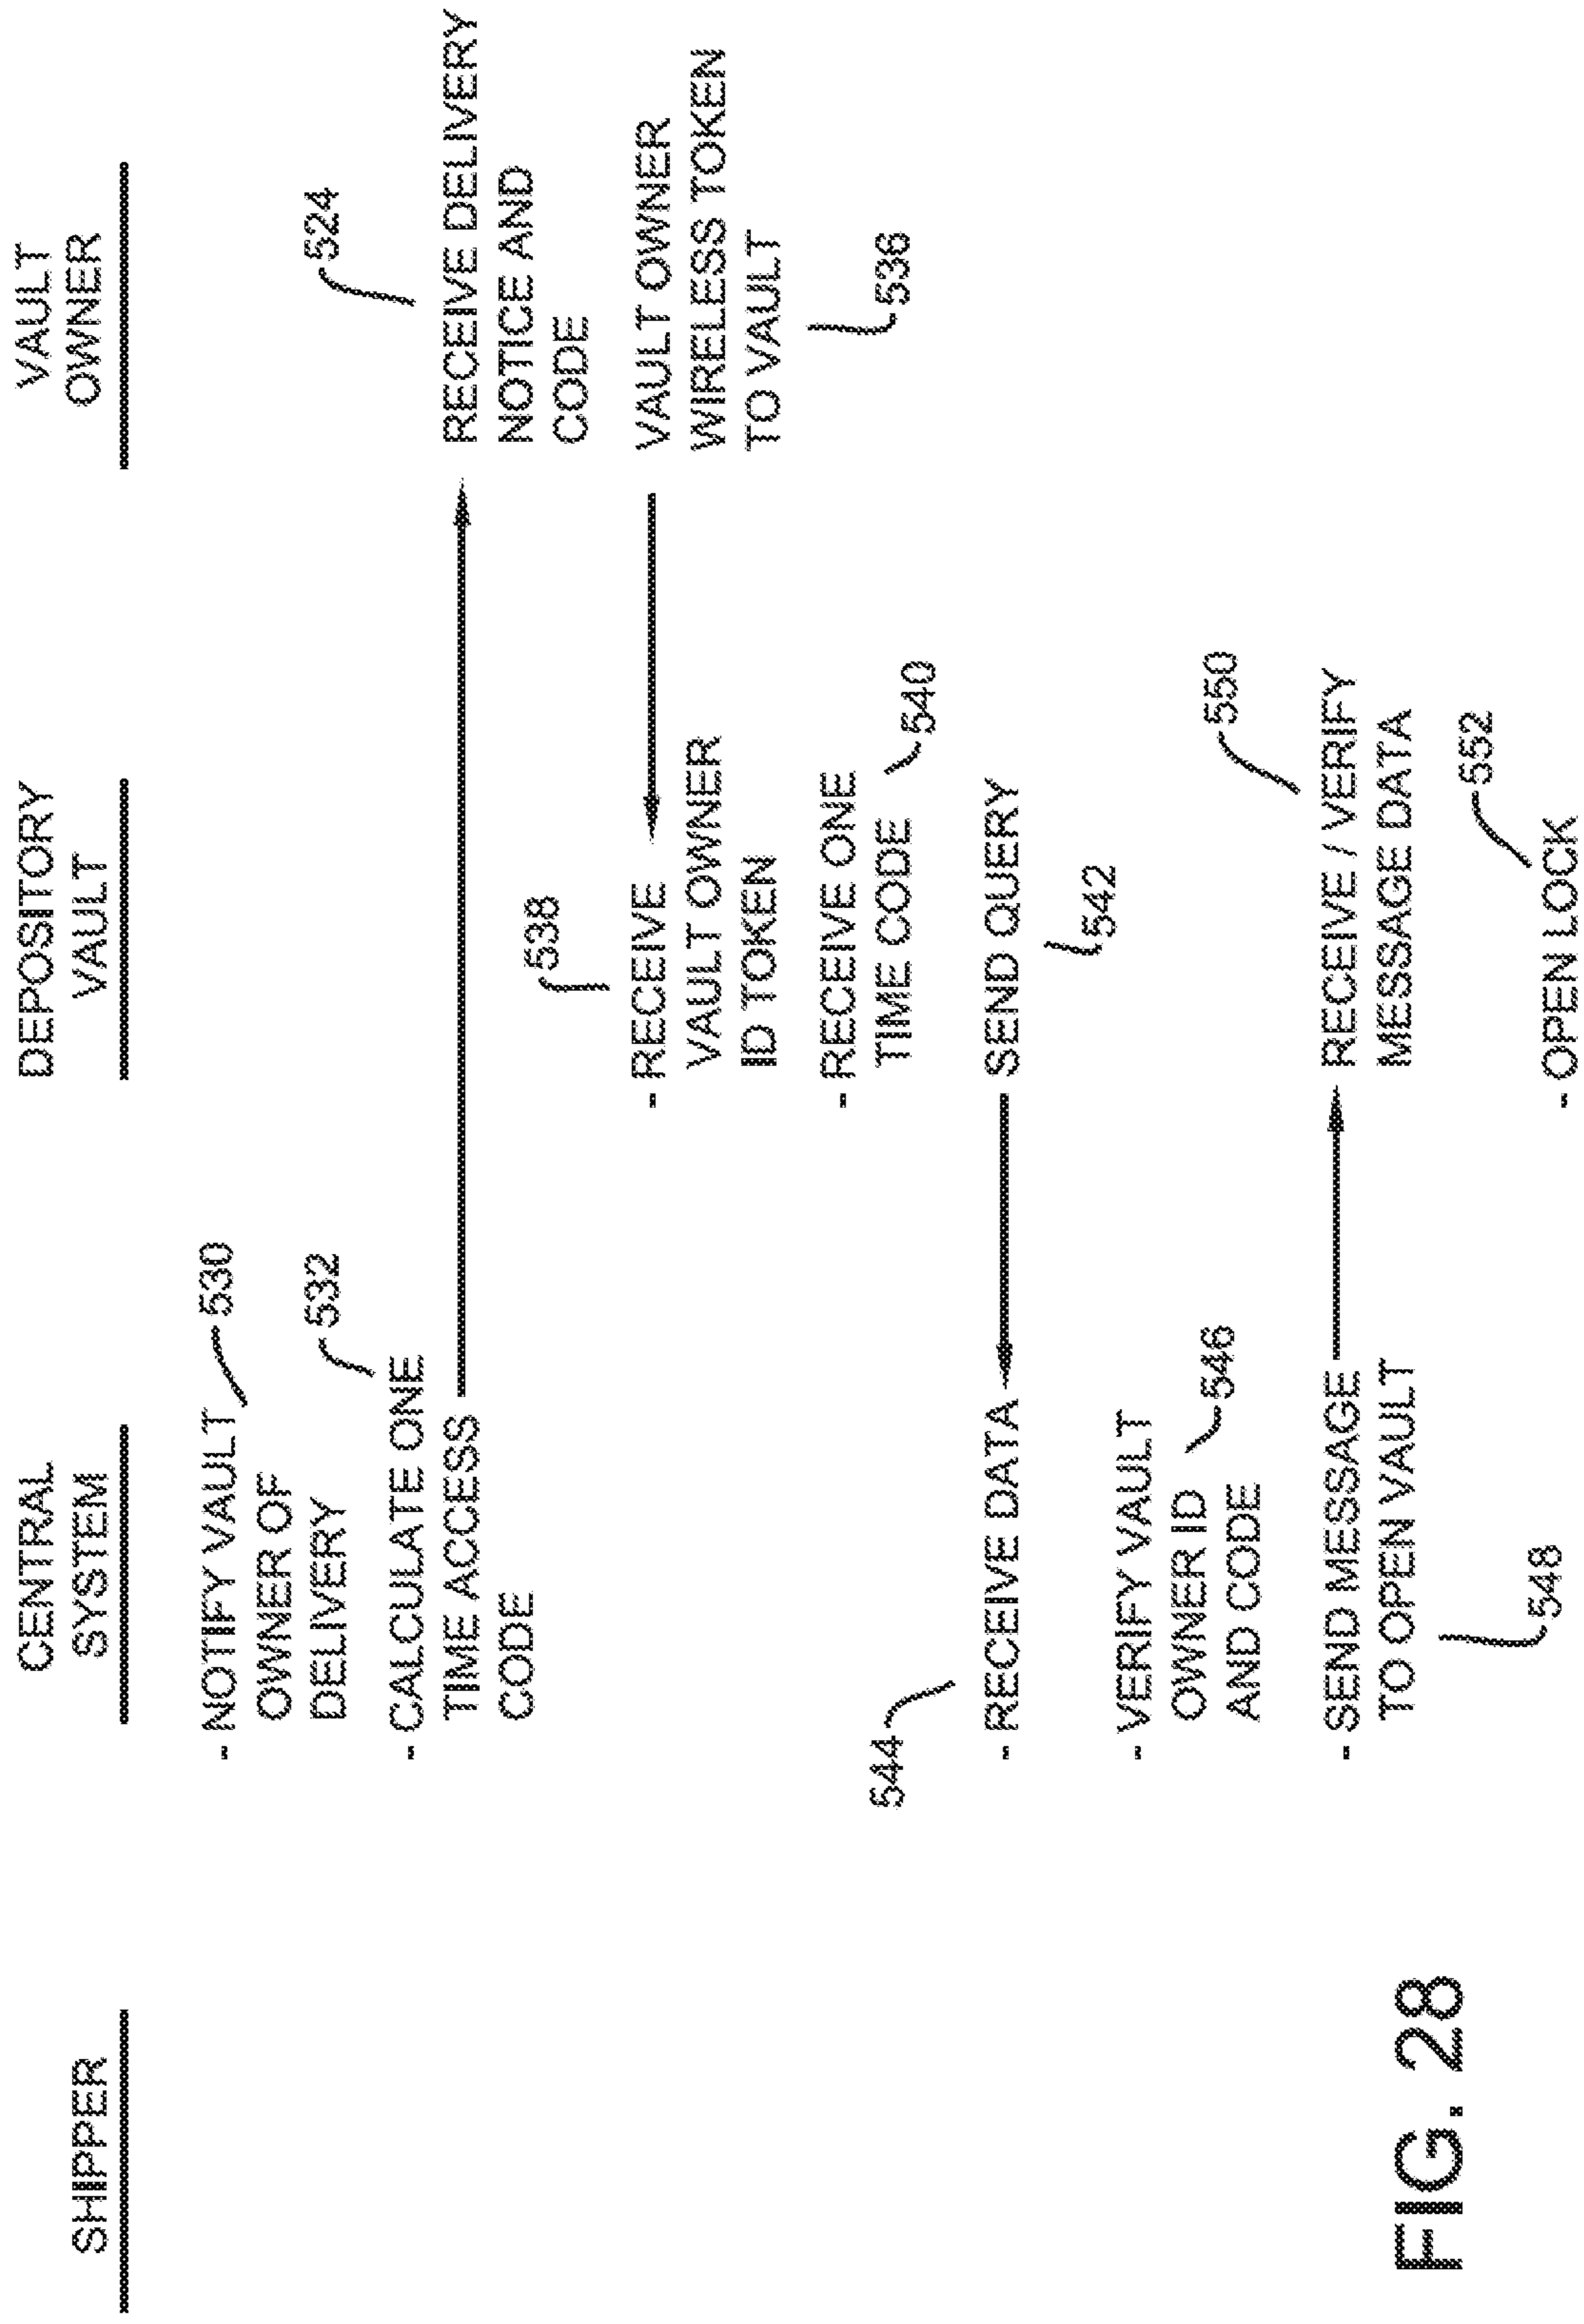 SHIPPER
CENTRAL
SYSTEM
DEPOSITORY
VAULT
VAULT
OWNER
- NOTIFY VAULT
OWNER OF
DELIVERY
530
- CALCULATE ONE
TIME ACCESS
CODE
532
524
RECEIVE DELIVERY
NOTICE AND
CODE
VAULT OWNER
WIRELESS TOKEN
TO VAULT
536
538
- RECEIVE
VAULT OWNER
ID TOKEN
- RECEIVE ONE
TIME CODE
540
SEND QUERY
542
544
- RECEIVE DATA
- VERIFY VAULT
OWNER ID
AND CODE
546
- SEND MESSAGE
TO OPEN VAULT
548
550
RECEIVE / VERIFY
MESSAGE DATA
552
- OPEN LOCK
FIG. 28